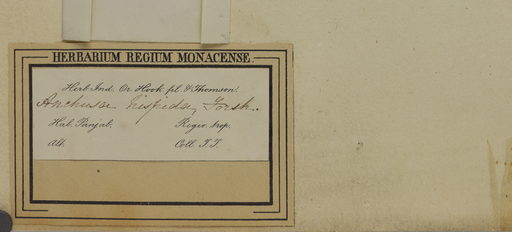 HERBARIUM REGIUM MONACENSE.
Herb. Ind. Or. Hook. fil. & Thomson.
Anchusa hispida, Forsk.
Hab. Panjab. Regio trop.
Alt. Coll. T.T.